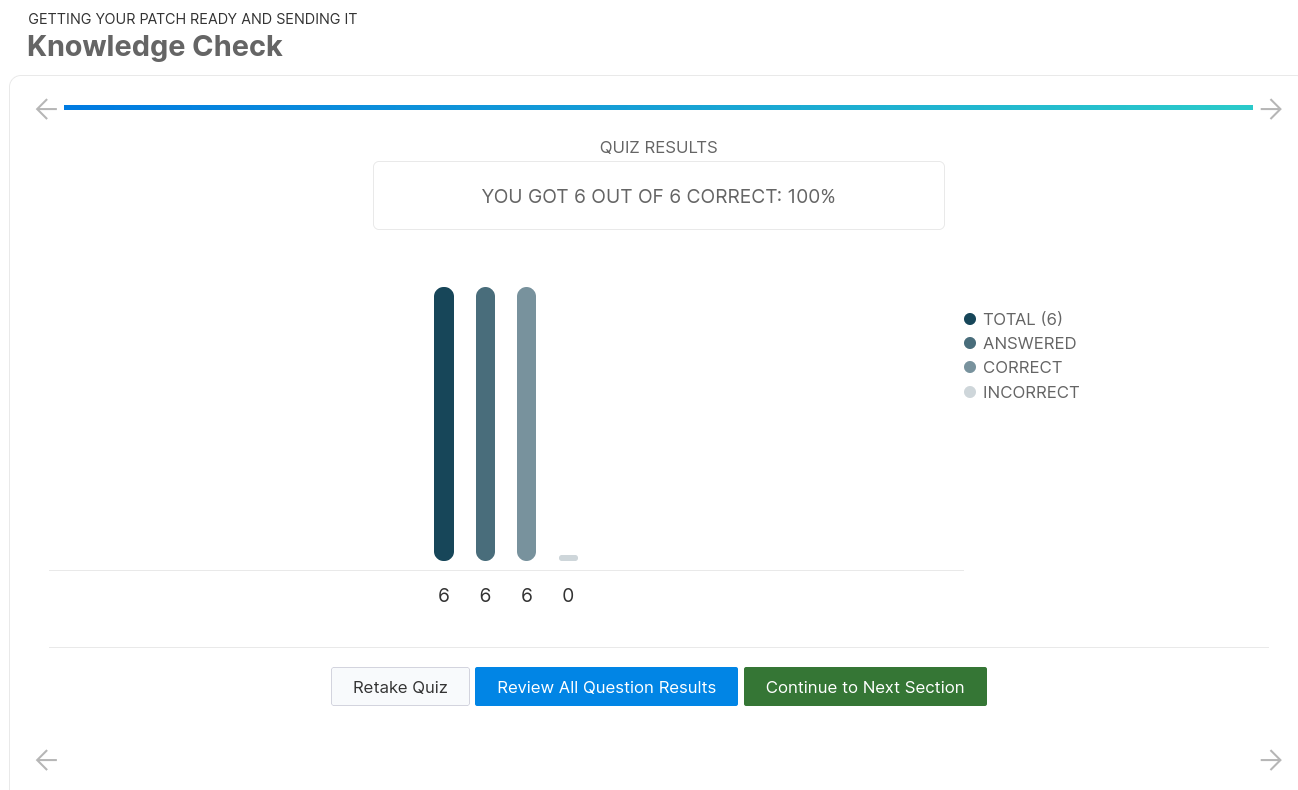 GETTING YOUR PATCH READY AND SENDING IT
Knowledge Check
QUIZ RESULTS
YOU GOT 6 OUT OF 6 CORRECT: 100%
TOTAL (6)
ANSWERED
CORRECT
INCORRECT
6 6 6 0
Retake Quiz Review All Question Results Continue to Next Section